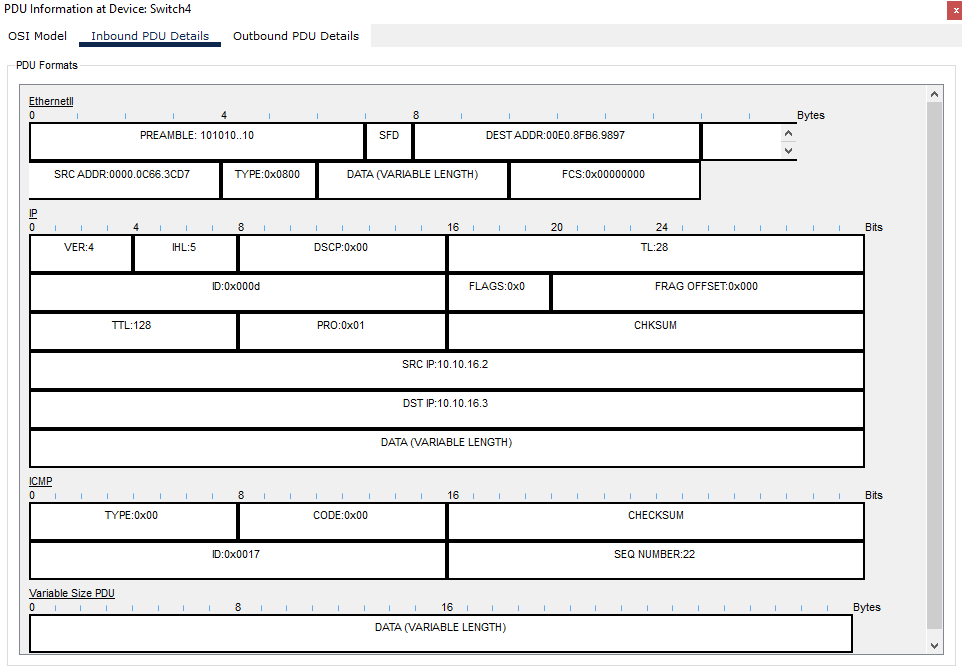 PDU Information at Device: Switch4 x
OSI Model Inbound PDU Details Outbound PDU Details
PDU Formats
EthernetII
0 4 8 Bytes
PREAMBLE: 101010..10 SFD DEST ADDR:00E0.8FB6.9897
SRC ADDR:0000.0C66.3CD7 TYPE:0x0800 DATA (VARIABLE LENGTH) FCS:0x00000000
IP
0 4 8 16 20 24 Bits
VER:4 IHL:5 DSCP:0x00 TL:28
ID:0x000d FLAGS:0x0 FRAG OFFSET:0x000
TTL:128 PRO:0x01 CHKSUM
SRC IP:10.10.16.2
DST IP:10.10.16.3
DATA (VARIABLE LENGTH)
ICMP
0 8 16 Bits
TYPE:0x00 CODE:0x00 CHECKSUM
ID:0x0017 SEQ NUMBER:22
Variable Size PDU
0 8 16 Bytes
DATA (VARIABLE LENGTH)